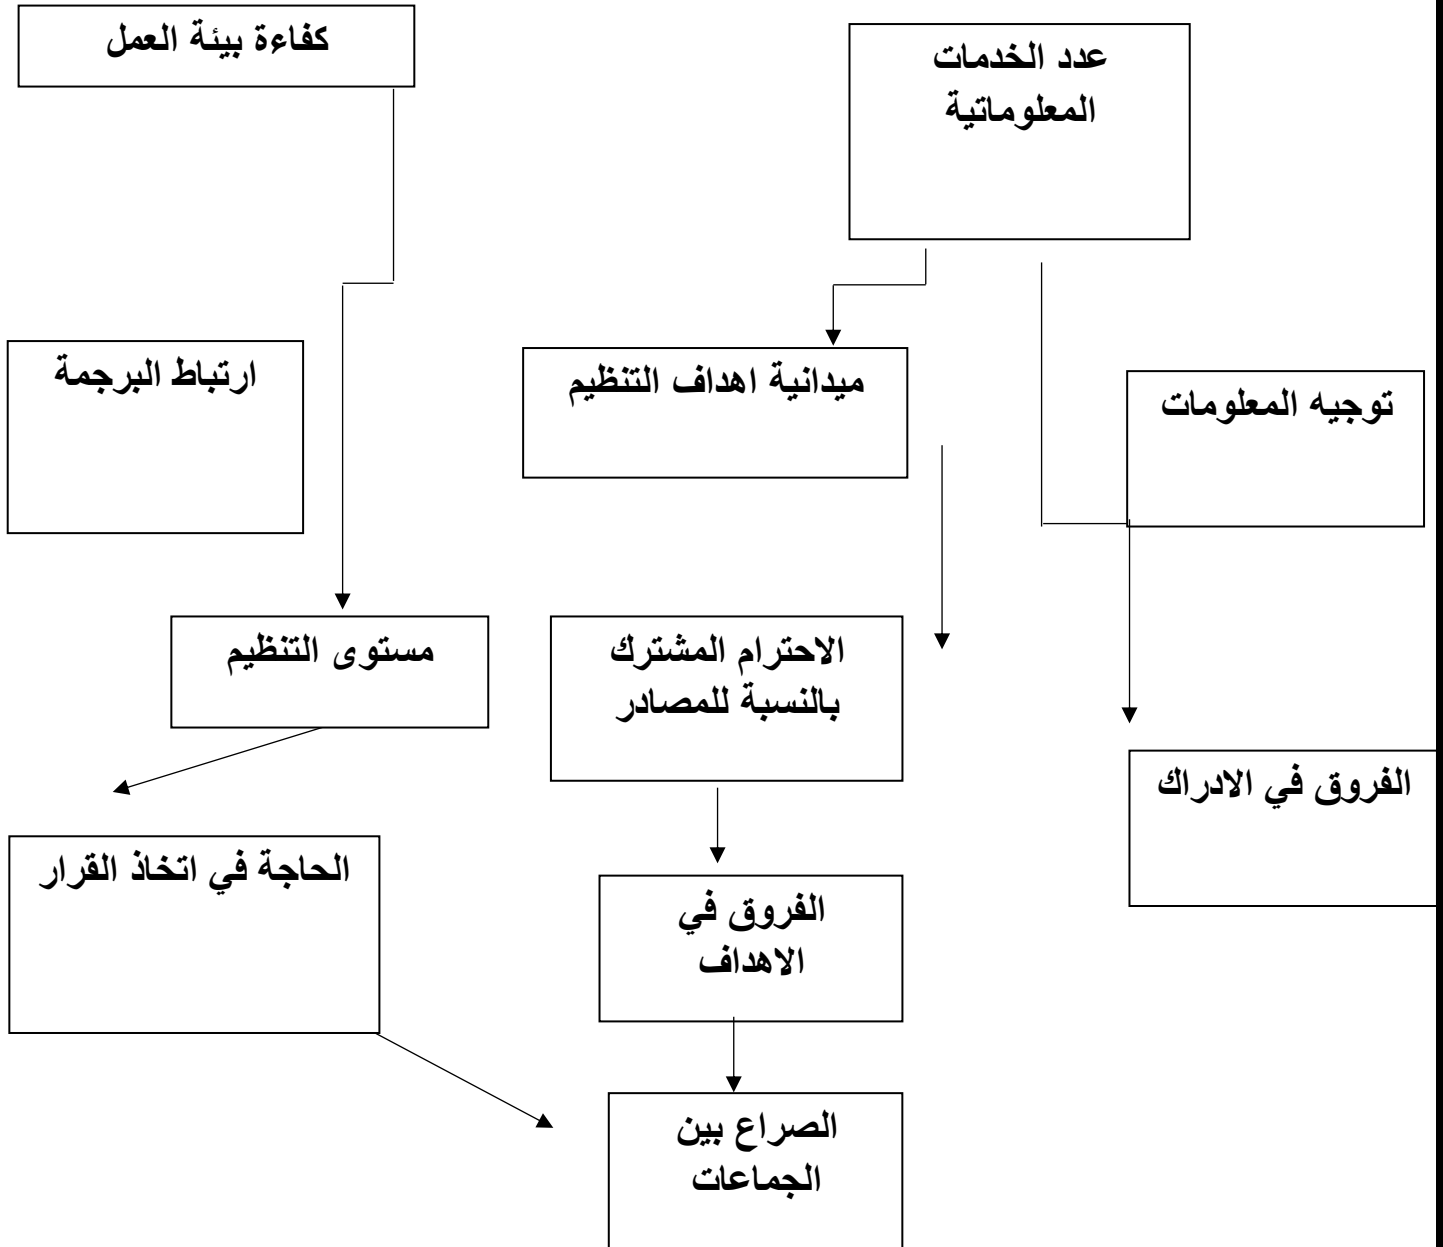 كفاءة بيئة العمل
عدد الخدمات
المعلوماتية
ارتباط البرجمة
ميدانية اهداف التنظيم
توجيه المعلومات
مستوى التنظيم
الاحترام المشترك
بالنسبة للمصادر
الفروق في الادراك
الحاجة في اتخاذ القرار
الفروق في
الاهداف
الصراع بين
الجماعات